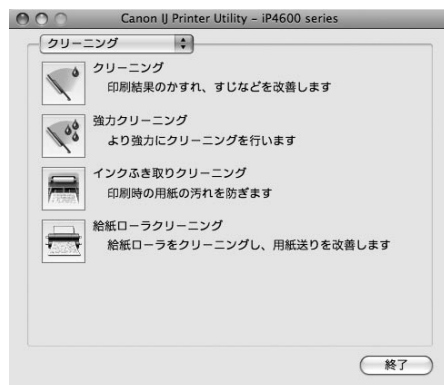 Canon IJ Printer Utility – iP4600 series
クリーニング
クリーニング
印刷結果のかすれ、すじなどを改善します
強力クリーニング
より強力にクリーニングを行います
インクふき取りクリーニング
印刷時の用紙の汚れを防ぎます
給紙ローラクリーニング
給紙ローラをクリーニングし、用紙送りを改善します
終了